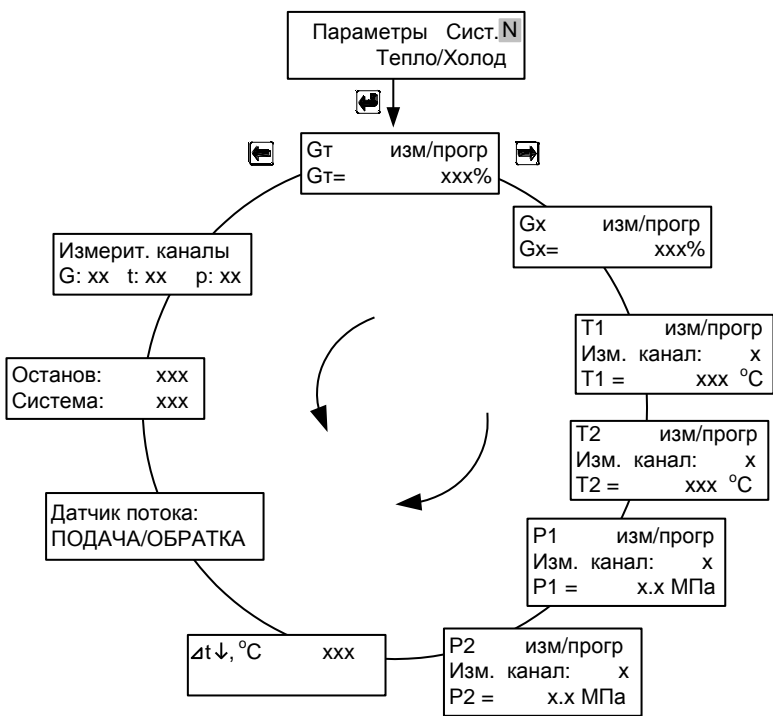 Параметры Сист. N
Тепло/Холод
Gт изм/прогр
Gт= xxx%
Gx изм/прогр
Gx= xxx%
T1 изм/прогр
Изм. канал: x
T1 = xxx °C
T2 изм/прогр
Изм. канал: x
T2 = xxx °C
P1 изм/прогр
Изм. канал: x
P1 = x.x МПа
P2 изм/прогр
Изм. канал: x
P2 = x.x МПа
⊿t↓, °C xxx
Датчик потока:
ПОДАЧА/ОБРАТКА
Останов: xxx
Система: xxx
Измерит. каналы
G: xx t: xx p: xx